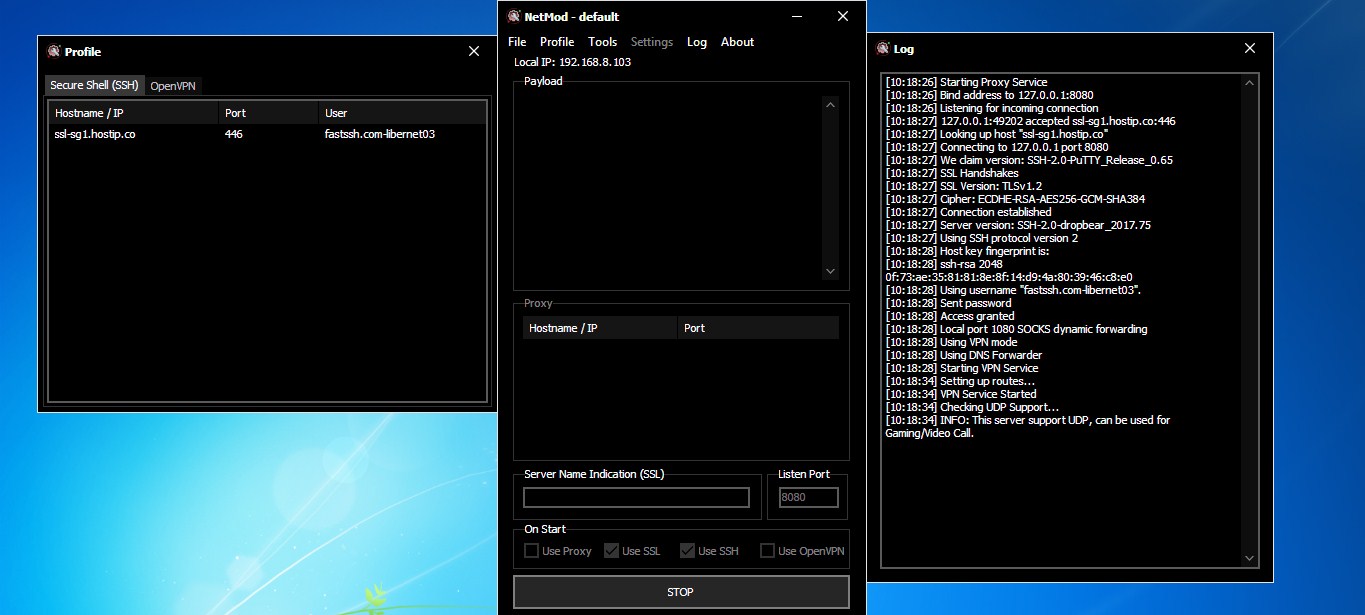 Profile
Secure Shell (SSH) OpenVPN
Hostname / IP Port User
ssl-sg1.hostip.co 446 fastssh.com-libernet03
NetMod - default
File Profile Tools Settings Log About
Local IP: 192.168.8.103
Payload
Proxy
Hostname / IP Port
Server Name Indication (SSL) Listen Port
8080
On Start
Use Proxy Use SSL Use SSH Use OpenVPN
STOP
Log
[10:18:26] Starting Proxy Service
[10:18:26] Bind address to 127.0.0.1:8080
[10:18:26] Listening for incoming connection
[10:18:27] 127.0.0.1:49202 accepted ssl-sg1.hostip.co:446
[10:18:27] Looking up host "ssl-sg1.hostip.co"
[10:18:27] Connecting to 127.0.0.1 port 8080
[10:18:27] We claim version: SSH-2.0-PuTTY_Release_0.65
[10:18:27] SSL Handshakes
[10:18:27] SSL Version: TLSv1.2
[10:18:27] Cipher: ECDHE-RSA-AES256-GCM-SHA384
[10:18:27] Connection established
[10:18:27] Server version: SSH-2.0-dropbear_2017.75
[10:18:27] Using SSH protocol version 2
[10:18:28] Host key fingerprint is:
[10:18:28] ssh-rsa 2048
0f:73:ae:35:81:81:8e:8f:14:d9:4a:80:39:46:c8:e0
[10:18:28] Using username "fastssh.com-libernet03".
[10:18:28] Sent password
[10:18:28] Access granted
[10:18:28] Local port 1080 SOCKS dynamic forwarding
[10:18:28] Using VPN mode
[10:18:28] Using DNS Forwarder
[10:18:28] Starting VPN Service
[10:18:34] Setting up routes...
[10:18:34] VPN Service Started
[10:18:34] Checking UDP Support...
[10:18:34] INFO: This server support UDP, can be used for
Gaming/Video Call.